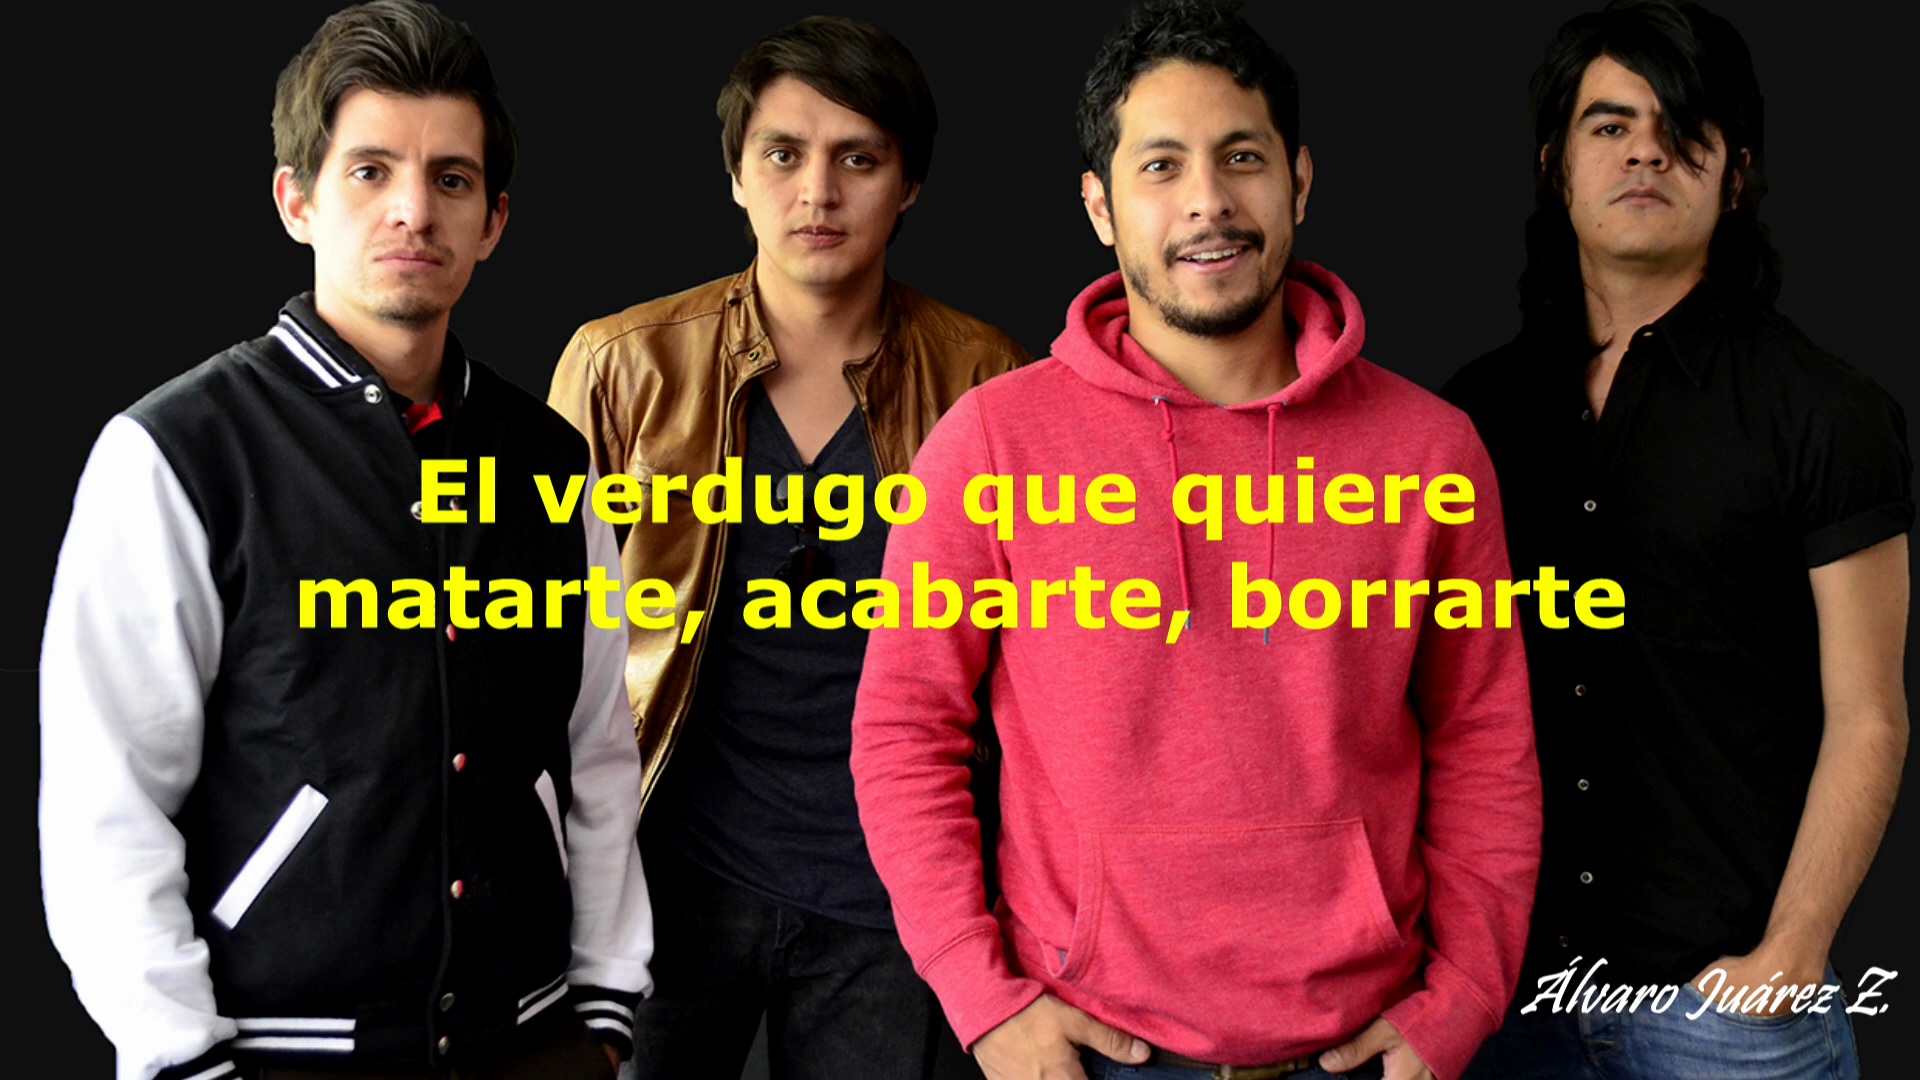 El verdugo que quiere
matarte, acabarte, borrarte
Álvaro Juárez Z.